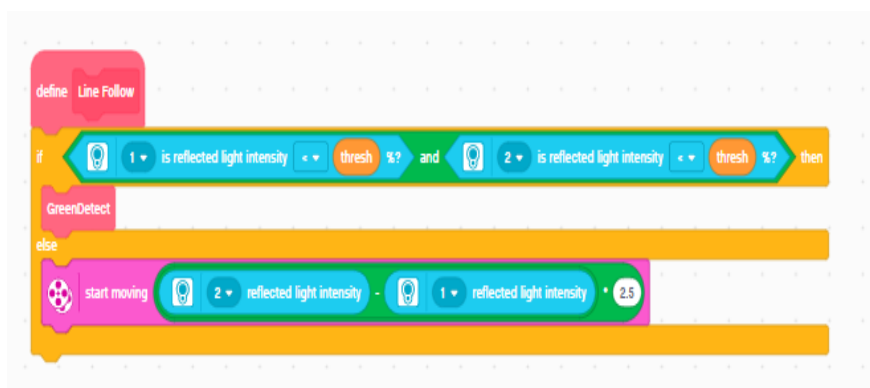 define Line Follow
if 1 is reflected light intensity < thresh %? and 2 is reflected light intensity < thresh %? then
GreenDetect
else
start moving 2 reflected light intensity - 1 reflected light intensity * 2.5